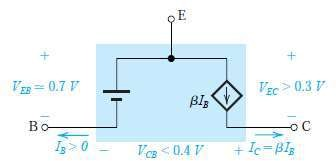 E
+ +
V_EB = 0.7 V
V_EC > 0.3 V
βI_B
− −
B C
I_B > 0 − V_CB < 0.4 V + I_C = βI_B